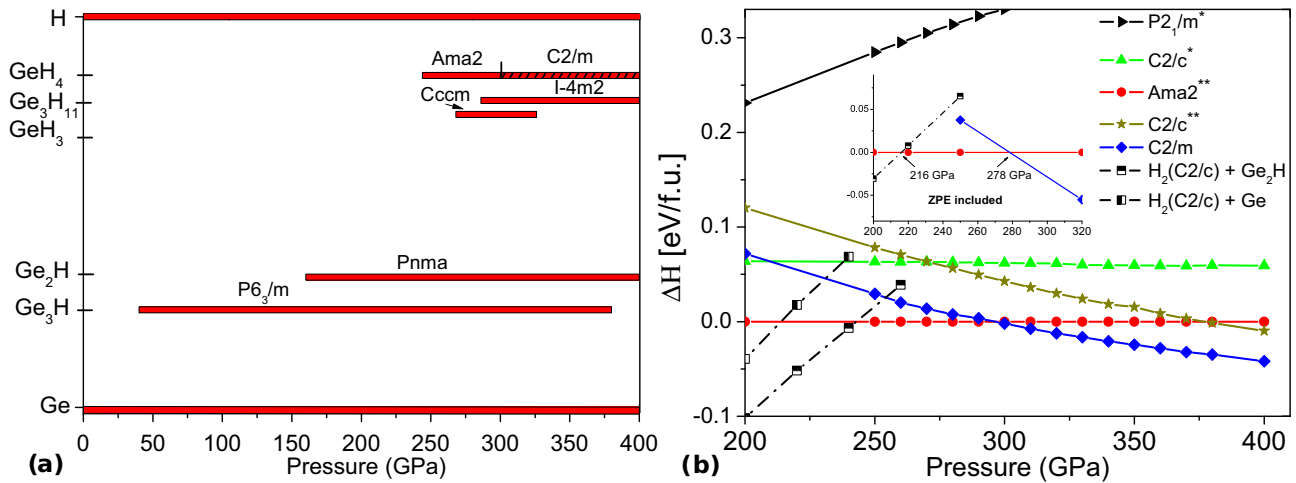 H
GeH4
Ama2
C2/m
Ge3H11
I-4m2
Cccm
GeH3
Ge2H
Pnma
Ge3H
P63/m
Ge
0 50 100 150 200 250 300 350 400
Pressure (GPa)
(a)
0.3
0.2
0.1
0.0
-0.1
ΔH [eV/f.u.]
P21/m*
C2/c*
Ama2**
C2/c**
C2/m
H2(C2/c) + Ge2H
H2(C2/c) + Ge
0.05
0.00
-0.05
216 GPa
278 GPa
ZPE included
200 220 240 260 280 300 320
200 250 300 350 400
Pressure (GPa)
(b)